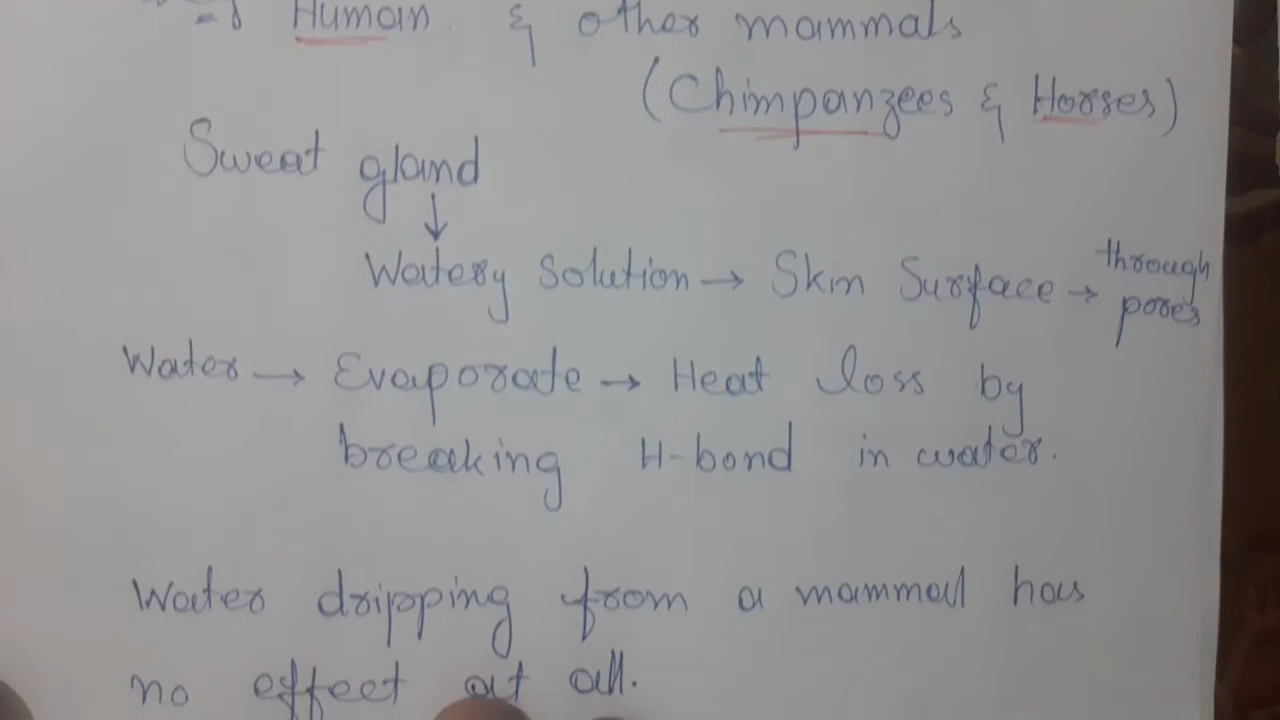 Human & other mammals
(Chimpanzees & Horses)
Sweat gland
↓
Watery Solution → Skin Surface → through pores
Water → Evaporate → Heat loss by
breaking H-bond in water.
Water dripping from a mammal has
no effect at all.